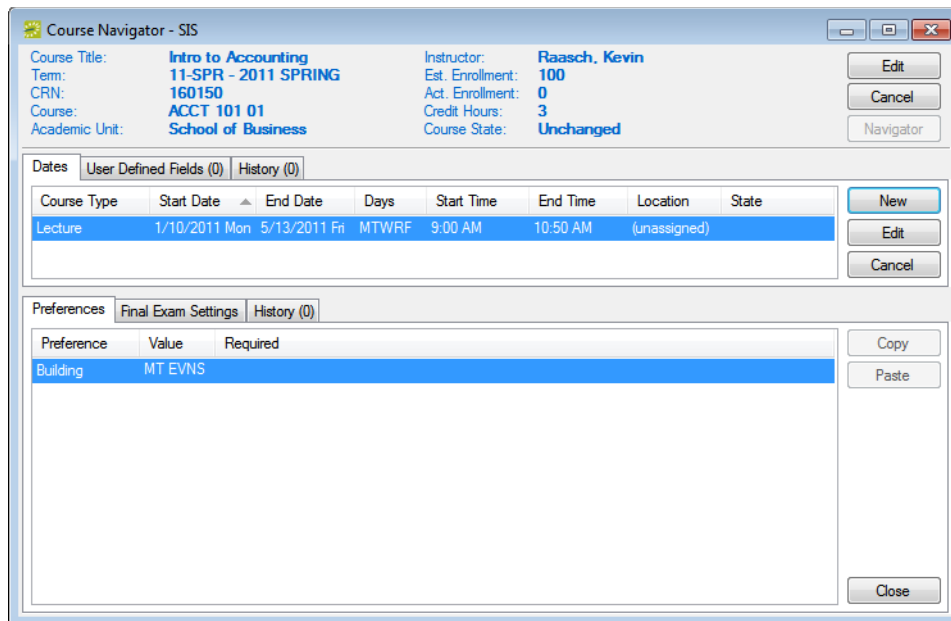 Course Navigator - SIS
Course Title: Intro to Accounting Instructor: Raasch, Kevin Edit
Term: 11-SPR - 2011 SPRING Est. Enrollment: 100
CRN: 160150 Act. Enrollment: 0 Cancel
Course: ACCT 101 01 Credit Hours: 3
Academic Unit: School of Business Course State: Unchanged Navigator
Dates User Defined Fields (0) History (0)
Course Type Start Date End Date Days Start Time End Time Location State New
Lecture 1/10/2011 Mon 5/13/2011 Fri MTWRF 9:00 AM 10:50 AM (unassigned) Edit
Cancel
Preferences Final Exam Settings History (0)
Preference Value Required Copy
Building MT EVNS Paste
Close